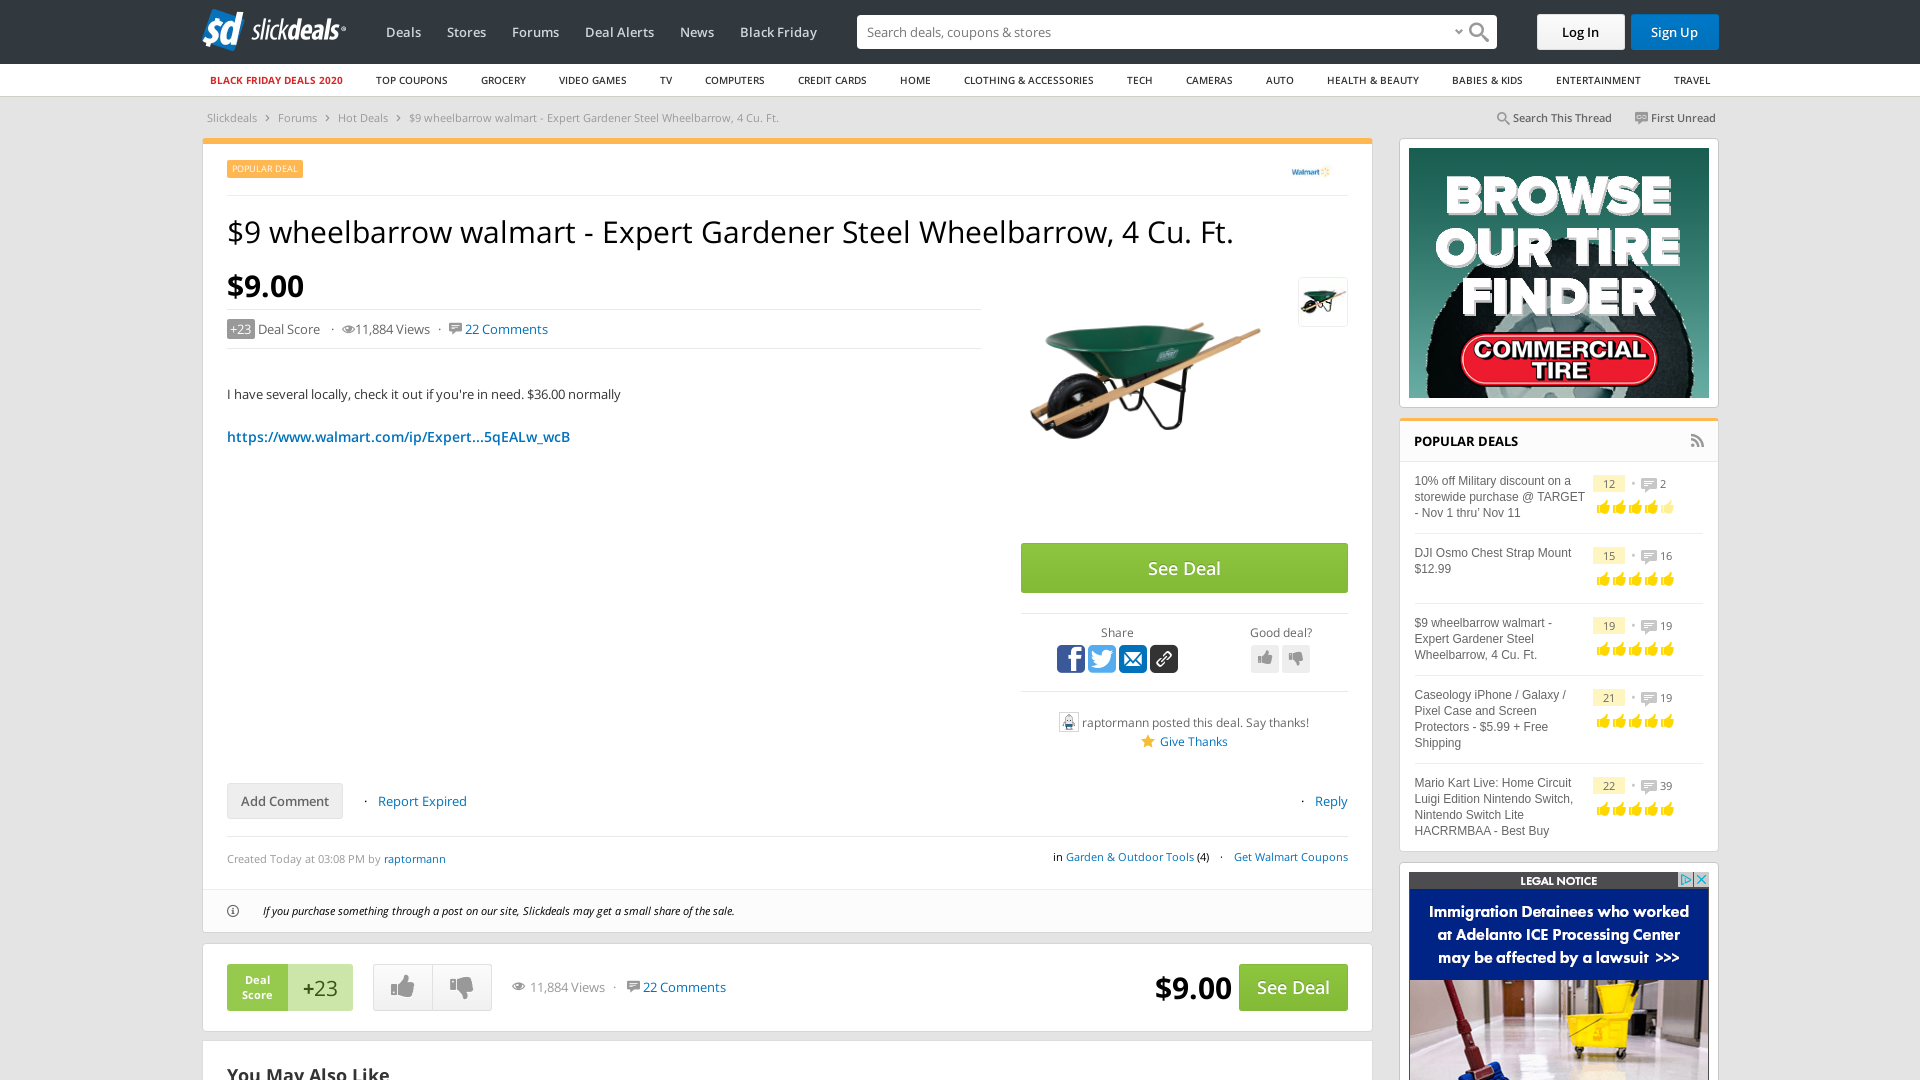 slickdeals
Deals
Stores
Forums
Deal Alerts
News
Black Friday
Search deals, coupons & stores
Log In
Sign Up
BLACK FRIDAY DEALS 2020
TOP COUPONS
GROCERY
VIDEO GAMES
TV
COMPUTERS
CREDIT CARDS
HOME
CLOTHING & ACCESSORIES
TECH
CAMERAS
AUTO
HEALTH & BEAUTY
BABIES & KIDS
ENTERTAINMENT
TRAVEL
Slickdeals > Forums > Hot Deals > $9 wheelbarrow walmart - Expert Gardener Steel Wheelbarrow, 4 Cu. Ft.
Search This Thread
First Unread
POPULAR DEAL
Walmart
$9 wheelbarrow walmart - Expert Gardener Steel Wheelbarrow, 4 Cu. Ft.
$9.00
+23 Deal Score · 11,884 Views · 22 Comments
I have several locally, check it out if you're in need. $36.00 normally
https://www.walmart.com/ip/Expert...5qEALw_wcB
See Deal
Share
Good deal?
raptormann posted this deal. Say thanks!
Give Thanks
Add Comment · Report Expired
· Reply
Created Today at 03:08 PM by raptormann
in Garden & Outdoor Tools (4) · Get Walmart Coupons
If you purchase something through a post on our site, Slickdeals may get a small share of the sale.
Deal
Score
+23
11,884 Views · 22 Comments
$9.00
See Deal
You May Also Like
BROWSE
OUR TIRE
FINDER
COMMERCIAL
TIRE
POPULAR DEALS
10% off Military discount on a
storewide purchase @ TARGET
- Nov 1 thru' Nov 11
12 • 2
DJI Osmo Chest Strap Mount
$12.99
15 • 16
$9 wheelbarrow walmart -
Expert Gardener Steel
Wheelbarrow, 4 Cu. Ft.
19 • 19
Caseology iPhone / Galaxy /
Pixel Case and Screen
Protectors - $5.99 + Free
Shipping
21 • 19
Mario Kart Live: Home Circuit
Luigi Edition Nintendo Switch,
Nintendo Switch Lite
HACRRMBAA - Best Buy
22 • 39
LEGAL NOTICE
Immigration Detainees who worked
at Adelanto ICE Processing Center
may be affected by a lawsuit >>>